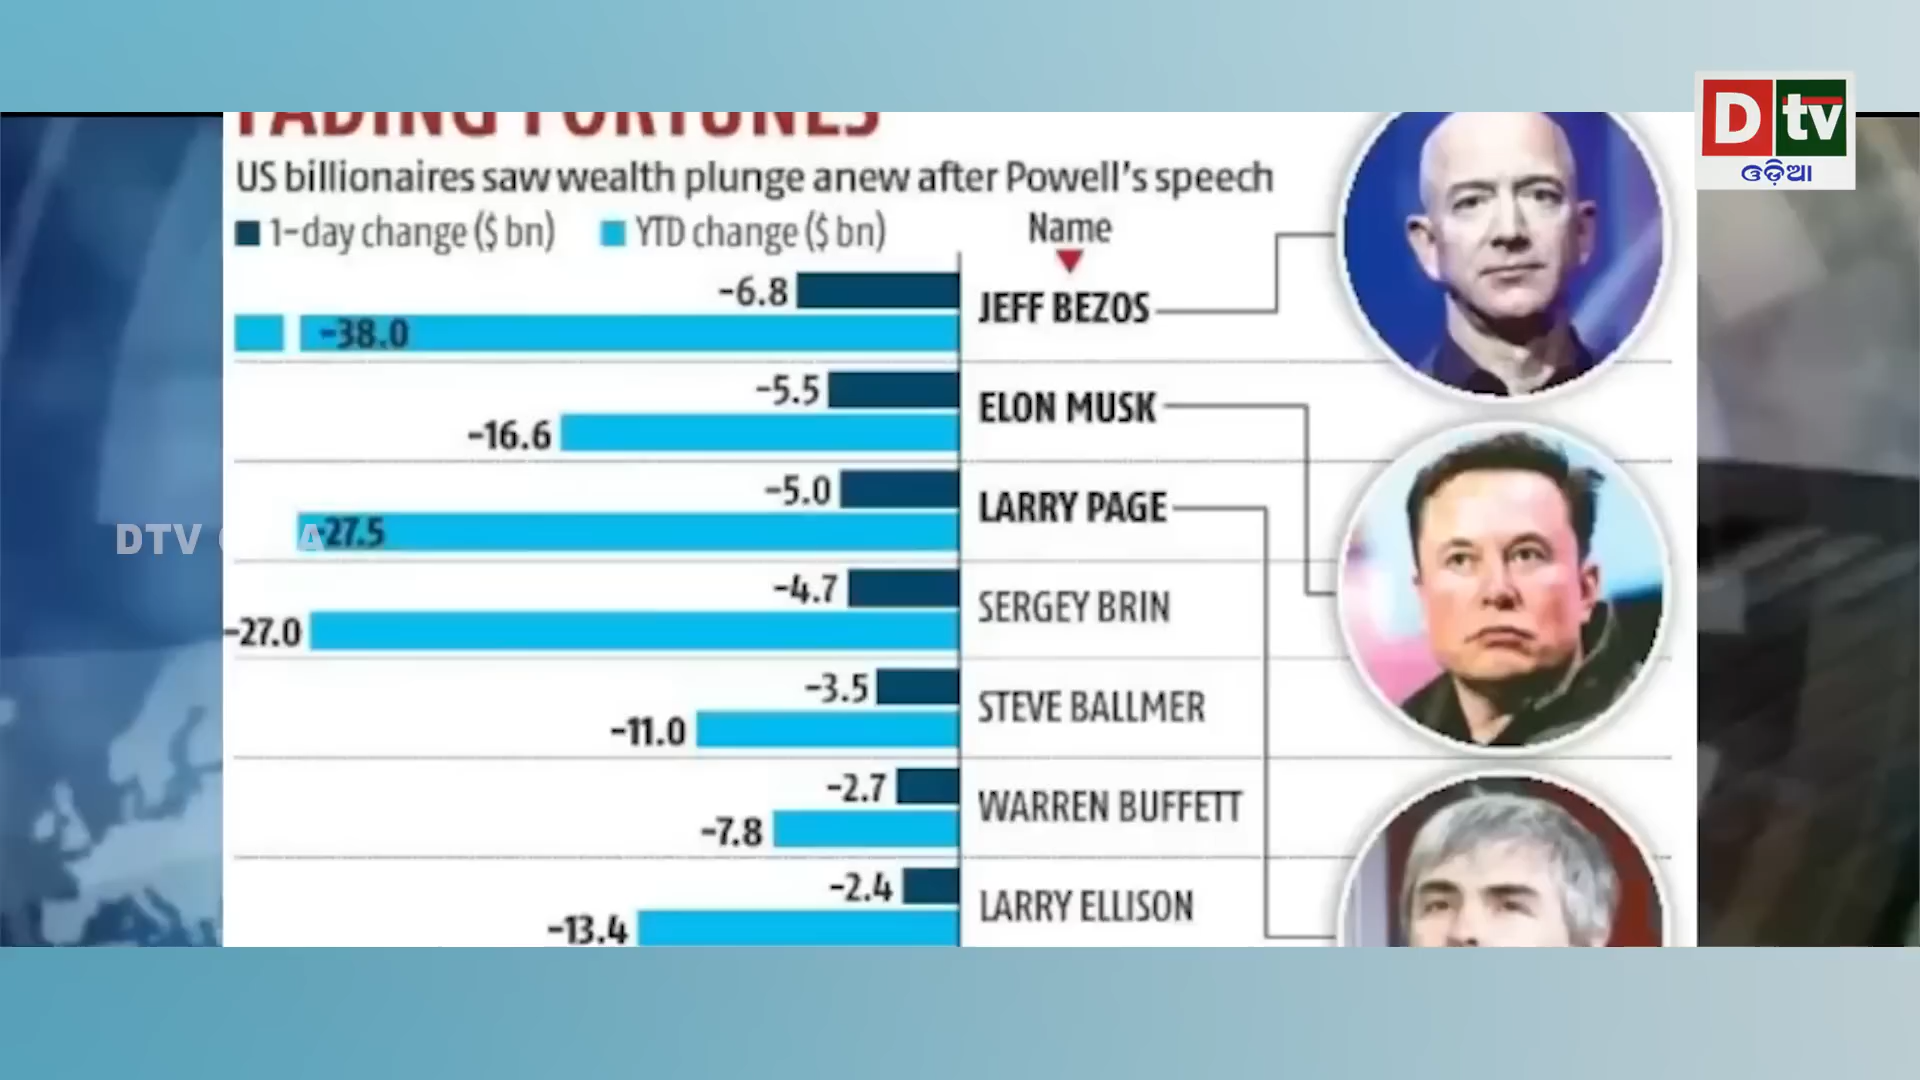 FADING FORTUNES
US billionaires saw wealth plunge anew after Powell's speech
1-day change ($ bn) YTD change ($ bn)
Name
-6.8
-38.0
JEFF BEZOS
-5.5
-16.6
ELON MUSK
-5.0
-27.5
LARRY PAGE
-4.7
-27.0
SERGEY BRIN
-3.5
-11.0
STEVE BALLMER
-2.7
-7.8
WARREN BUFFETT
-2.4
-13.4
LARRY ELLISON
D tv
ଓଡ଼ିଆ
DTV